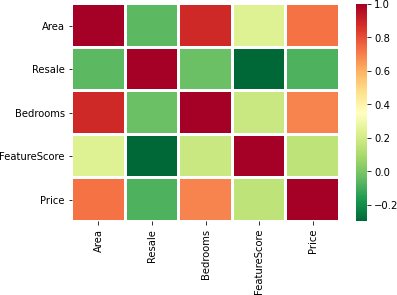 1.0
Area
0.8
Resale
0.6
Bedrooms
0.4
0.2
FeatureScore
0.0
Price
−0.2
Area
Resale
Bedrooms
FeatureScore
Price